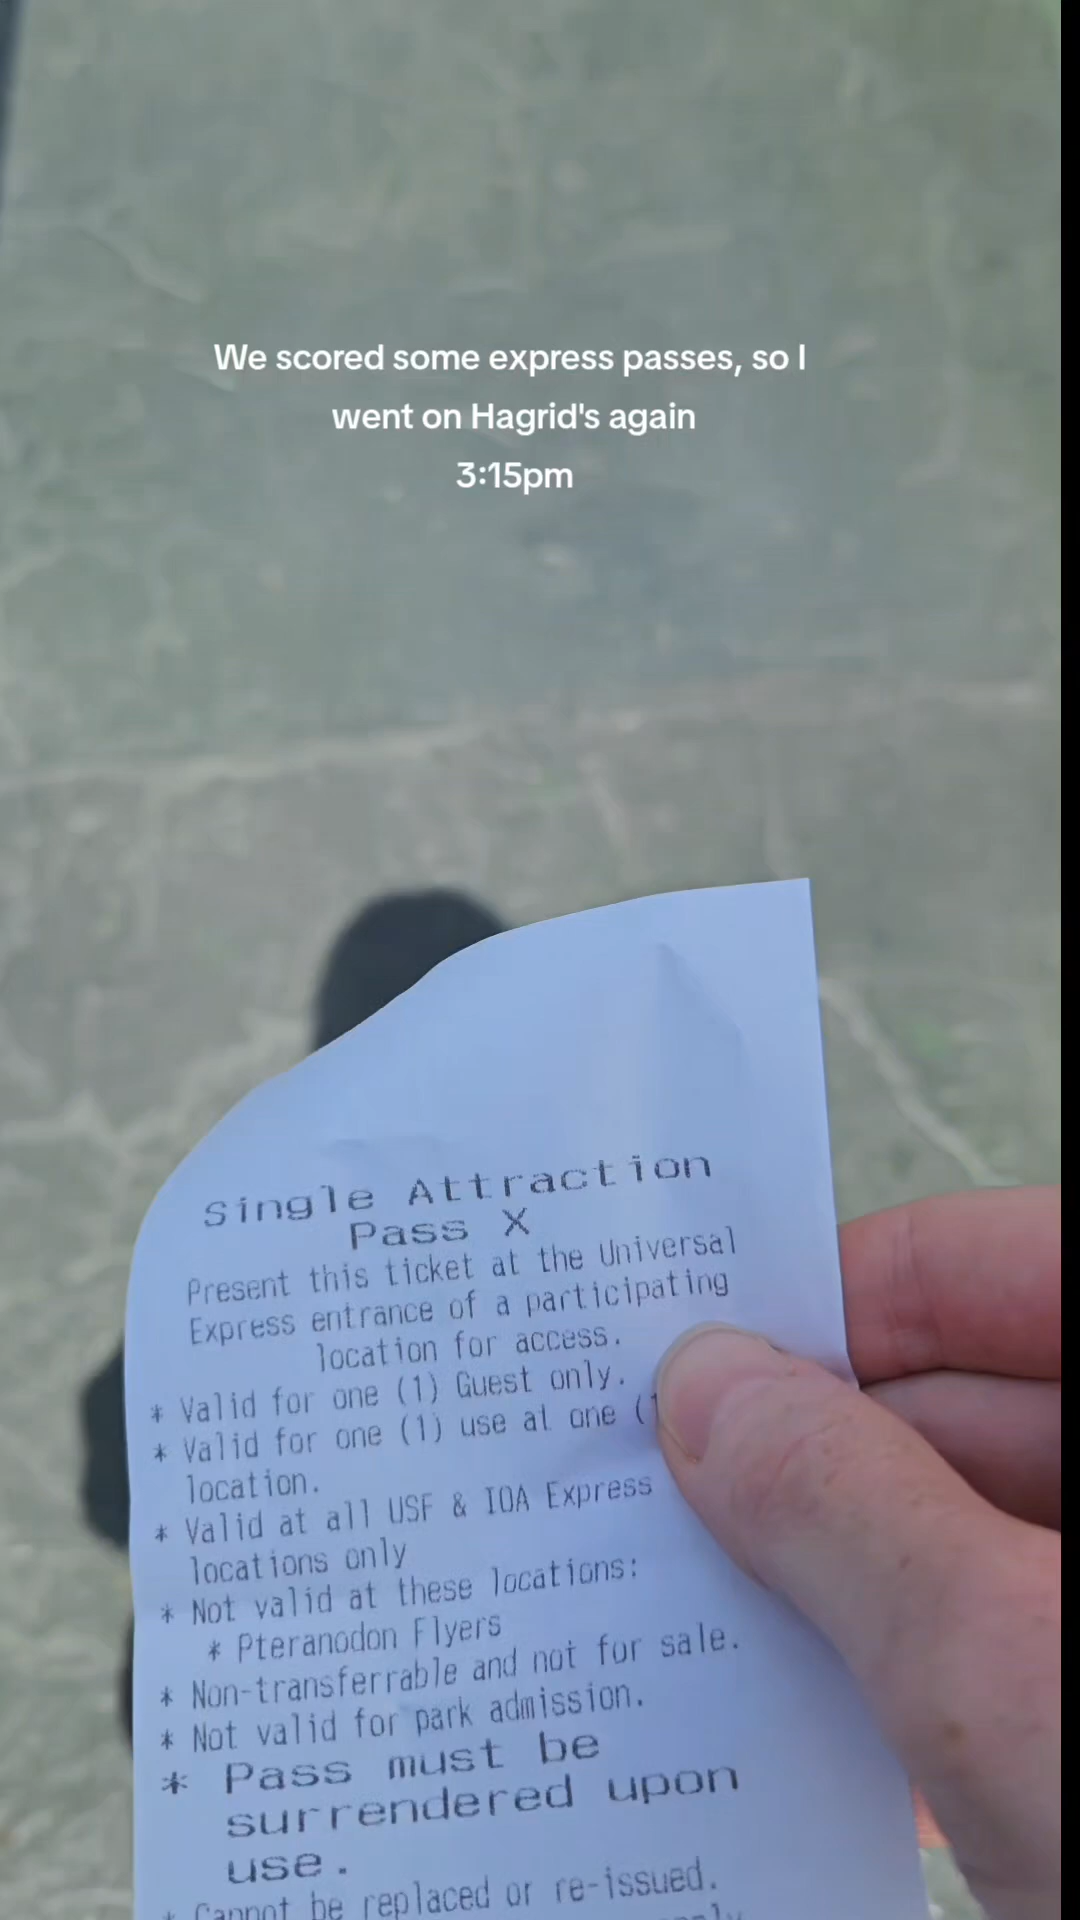 We scored some express passes, so I
went on Hagrid's again
3:15pm
Single Attraction
Pass X
Present this ticket at the Universal
Express entrance of a participating
location for access.
* Valid for one (1) Guest only.
* Valid for one (1) use at one (1
location.
* Valid at all USF & IOA Express
locations only
* Not valid at these locations:
* Pteranodon Flyers
* Non-transferrable and not for sale.
* Not valid for park admission.
* Pass must be
surrendered upon
use.
* Cannot be replaced or re-issued.